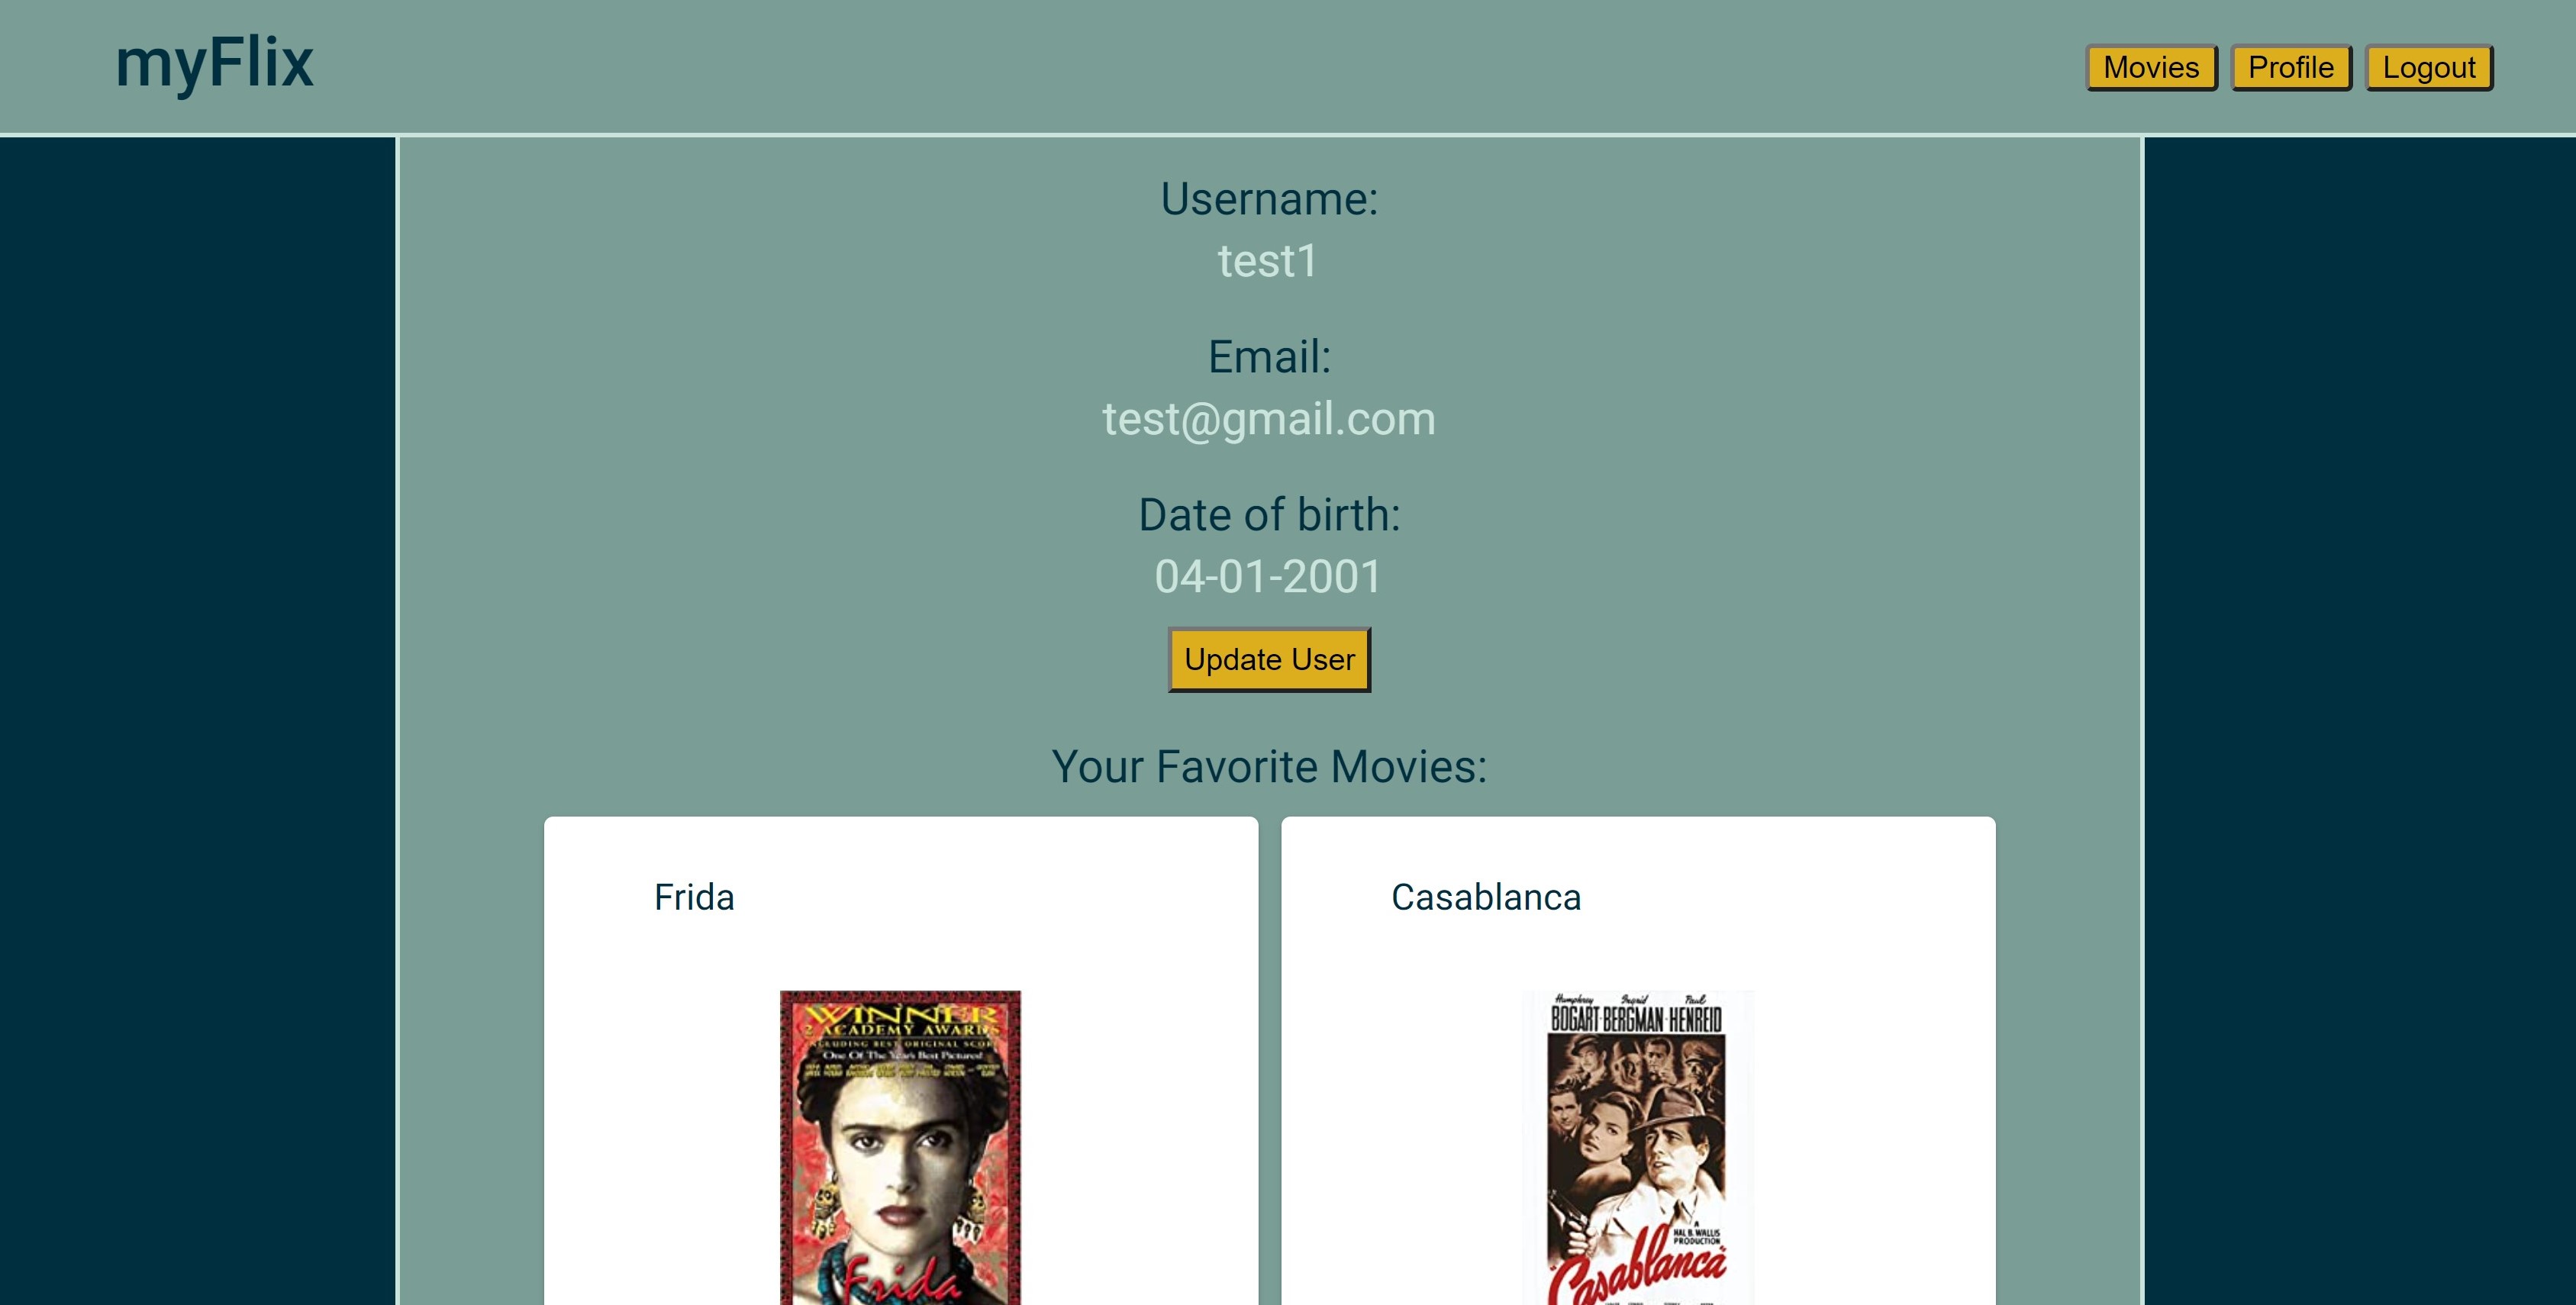 myFlix
Movies Profile Logout
Username:
test1
Email:
test@gmail.com
Date of birth:
04-01-2001
Update User
Your Favorite Movies:
Frida
WINNER
2 ACADEMY AWARDS
INCLUDING BEST ORIGINAL SCORE
One Of The Year's Best Pictures!
Frida
Casablanca
Humphrey Ingrid Paul
BOGART · BERGMAN · HENREID
A
HAL B. WALLIS
PRODUCTION
"Casablanca"